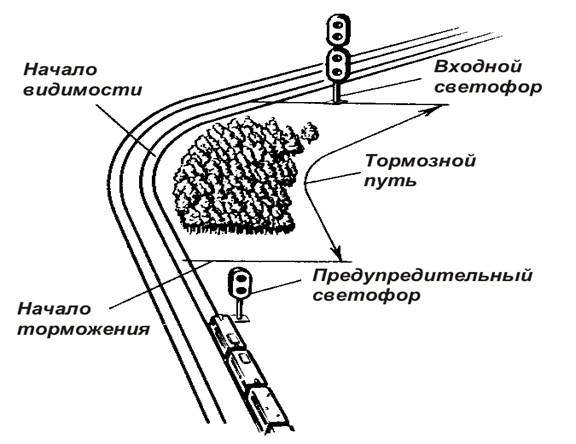 Начало
видимости
Входной
светофор
Тормозной
путь
Предупредительный
светофор
Начало
торможения